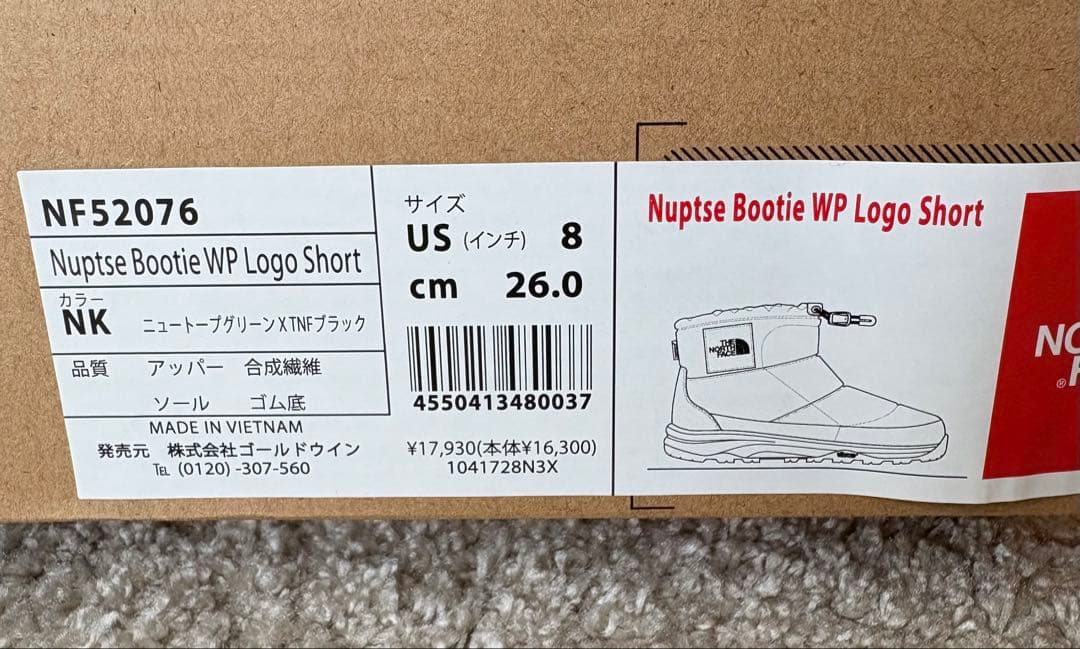 NF52076
Nuptse Bootie WP Logo Short
カラー
NK ニュートープグリーンXTNFブラック
品質 アッパー 合成繊維
ソール ゴム底
MADE IN VIETNAM
発売元 株式会社ゴールドウイン
℡ (0120) -307-560
サイズ
US (インチ) 8
cm 26.0
4550413480037
¥17,930(本体¥16,300)
1041728N3X
Nuptse Bootie WP Logo Short
THE
NORTH
FACE